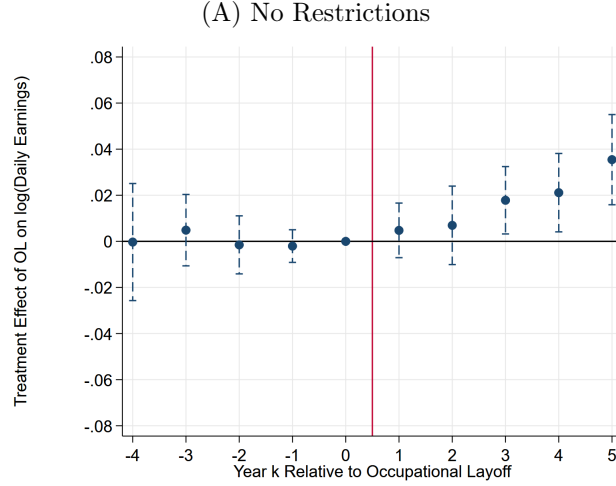 (A) No Restrictions
Treatment Effect of OL on log(Daily Earnings)
.08
.06
.04
.02
0
-.02
-.04
-.06
-.08
-4 -3 -2 -1 0 1 2 3 4 5
Year k Relative to Occupational Layoff